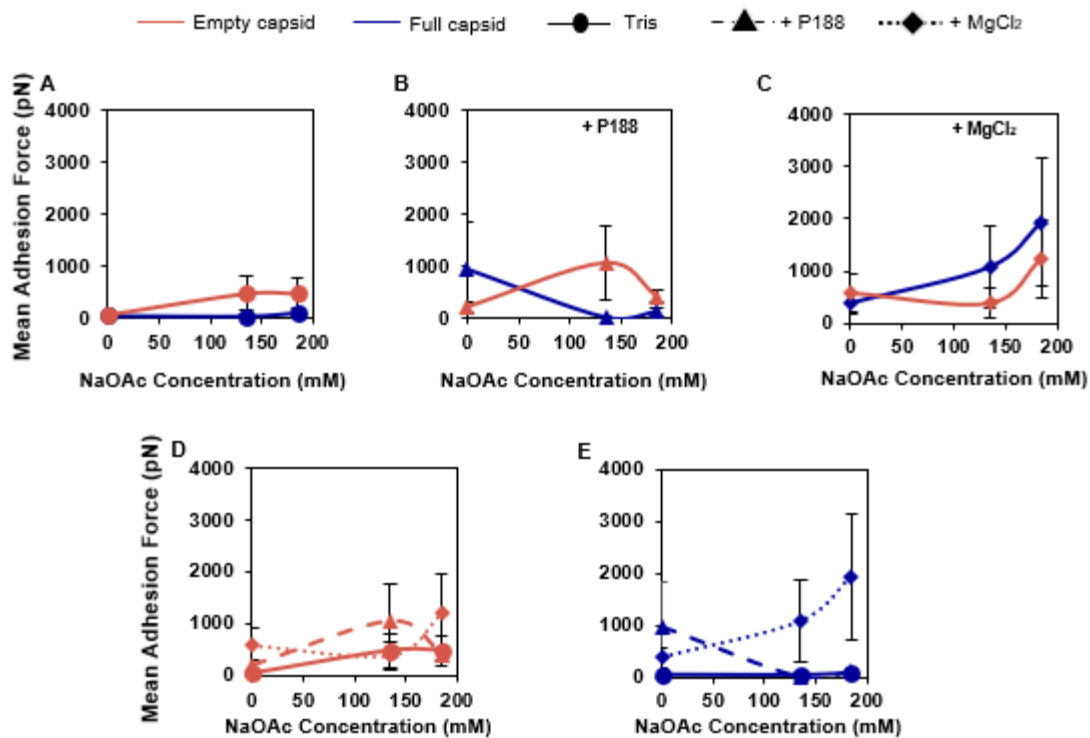 Empty capsid Full capsid Tris + P188 + MgCl₂
A B C
Mean Adhesion Force (pN)
4000 4000 4000
+ P188 + MgCl₂
3000 3000 3000
2000 2000 2000
1000 1000 1000
0 0 0
0 50 100 150 200 0 50 100 150 200 0 50 100 150 200
NaOAc Concentration (mM) NaOAc Concentration (mM) NaOAc Concentration (mM)
D E
Mean Adhesion Force (pN)
4000 4000
3000 3000
2000 2000
1000 1000
0 0
0 50 100 150 200 0 50 100 150 200
NaOAc Concentration (mM) NaOAc Concentration (mM)